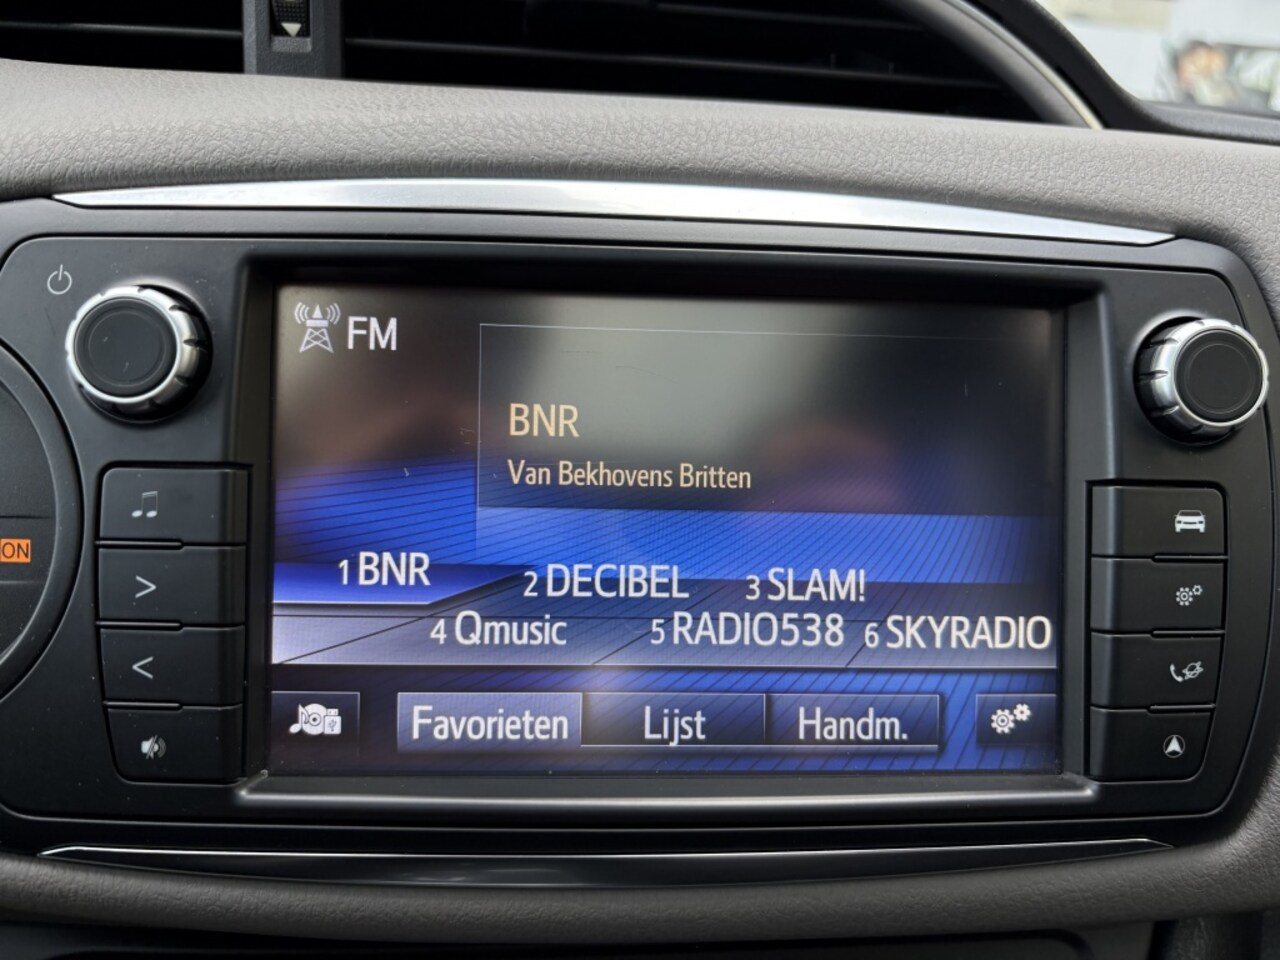 FM
BNR
Van Bekhovens Britten
1 BNR
2 DECIBEL
3 SLAM!
4 Qmusic
5 RADIO538
6 SKYRADIO
Favorieten
Lijst
Handm.
ON